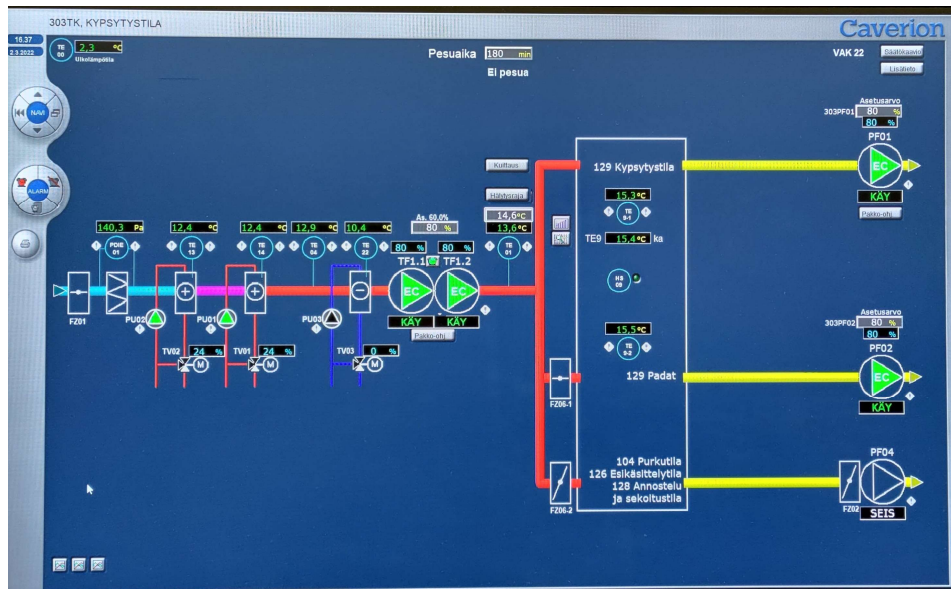 303TK, KYPSYTYSTILA
Caverion
16.37
2.3.2022
TE 00
2,3 °C
Ulkolämpötila
Pesuaika 180 min
Ei pesua
VAK 22
Säätökaavio
Lisätieto
NAVI
ALARM
Asetusarvo
303PF01 80 %
80 %
PF01
EC
KÄY
Pakko-ohj.
Kuittaus
Hälytysraja
129 Kypsytystila
15,3 °C
TE 9-1
TE9 15,4 °C ka
HS 09
15,5 °C
TE 9-2
129 Padat
104 Purkutila
126 Esikäsittelytila
128 Annostelu
ja sekoitustila
140,3 Pa
12,4 °C
12,4 °C
12,9 °C
10,4 °C
As. 60,0%
80 %
14,6 °C
13,6 °C
PDIE 01
TE 13
TE 14
TE 04
TE 22
80 %
80 %
TE 01
TF1.1
TF1.2
EC
EC
KÄY
KÄY
Pakko-ohj.
FZ01
PU02
PU01
PU03
TV02
24 %
TV01
24 %
TV03
0 %
M
M
M
FZ06-1
FZ06-2
Asetusarvo
303PF02 80 %
80 %
PF02
EC
KÄY
PF04
FZ02
SEIS